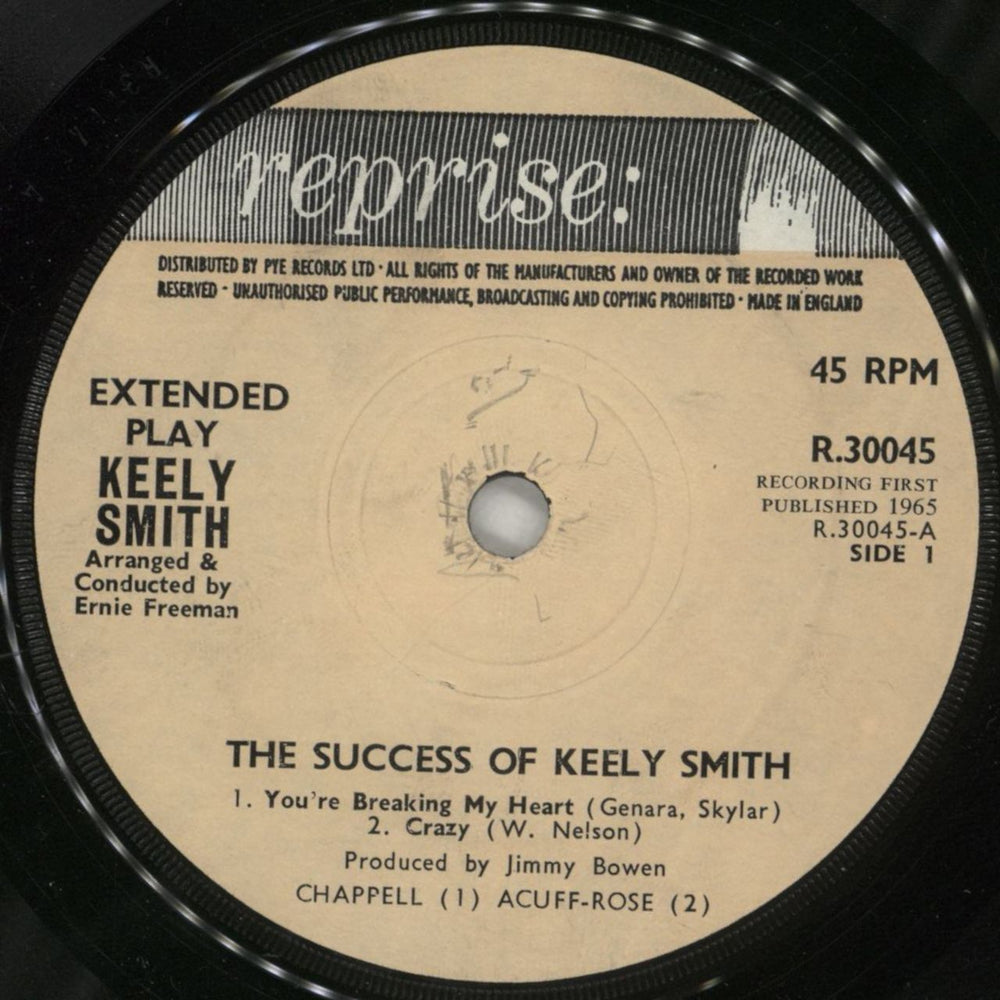 reprise:
DISTRIBUTED BY PYE RECORDS LTD · ALL RIGHTS OF THE MANUFACTURERS AND OWNER OF THE RECORDED WORK
RESERVED · UNAUTHORISED PUBLIC PERFORMANCE, BROADCASTING AND COPYING PROHIBITED · MADE IN ENGLAND
EXTENDED
PLAY
KEELY
SMITH
Arranged &
Conducted by
Ernie Freeman
45 RPM
R.30045
RECORDING FIRST
PUBLISHED 1965
R.30045-A
SIDE 1
THE SUCCESS OF KEELY SMITH
1. You're Breaking My Heart (Genara, Skylar)
2. Crazy (W. Nelson)
Produced by Jimmy Bowen
CHAPPELL (1) ACUFF-ROSE (2)